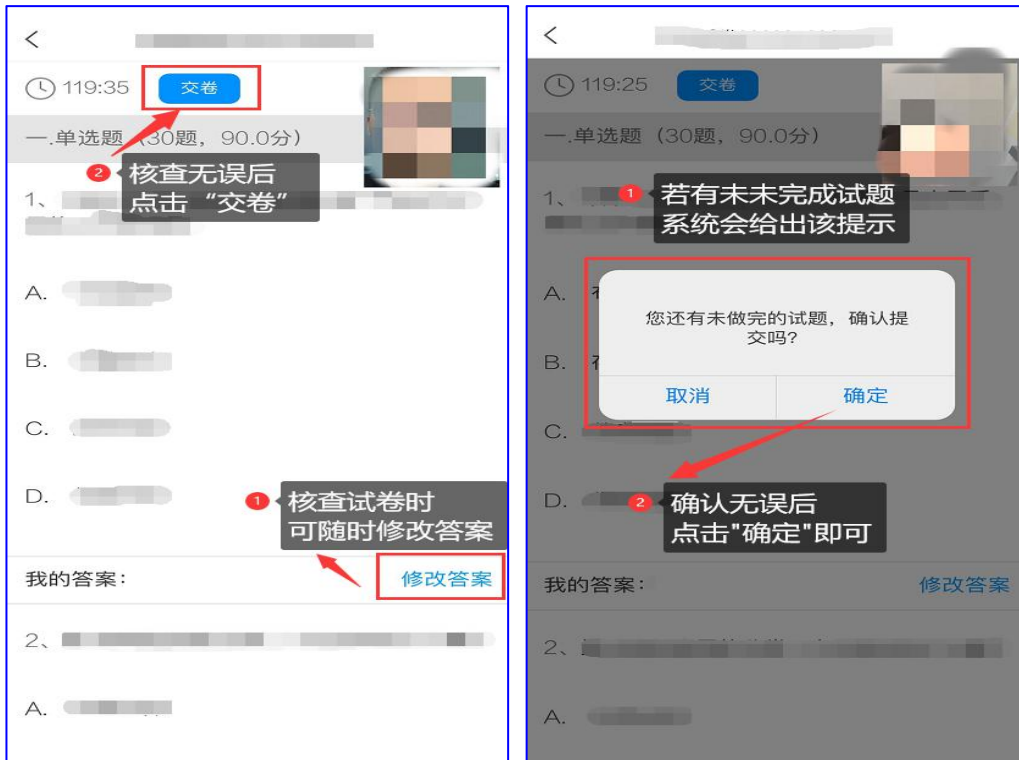 119:35 交卷
一.单选题（30题，90.0分）
2 核查无误后
点击“交卷”
1、
A.
B.
C.
D.
1 核查试卷时
可随时修改答案
我的答案：
修改答案
2、
A.
119:25 交卷
一.单选题（30题，90.0分）
1、
1 若有未未完成试题
系统会给出该提示
A.
您还有未做完的试题，确认提
交吗？
B.
取消 确定
C.
D.
2 确认无误后
点击"确定"即可
我的答案：
修改答案
2、
A.